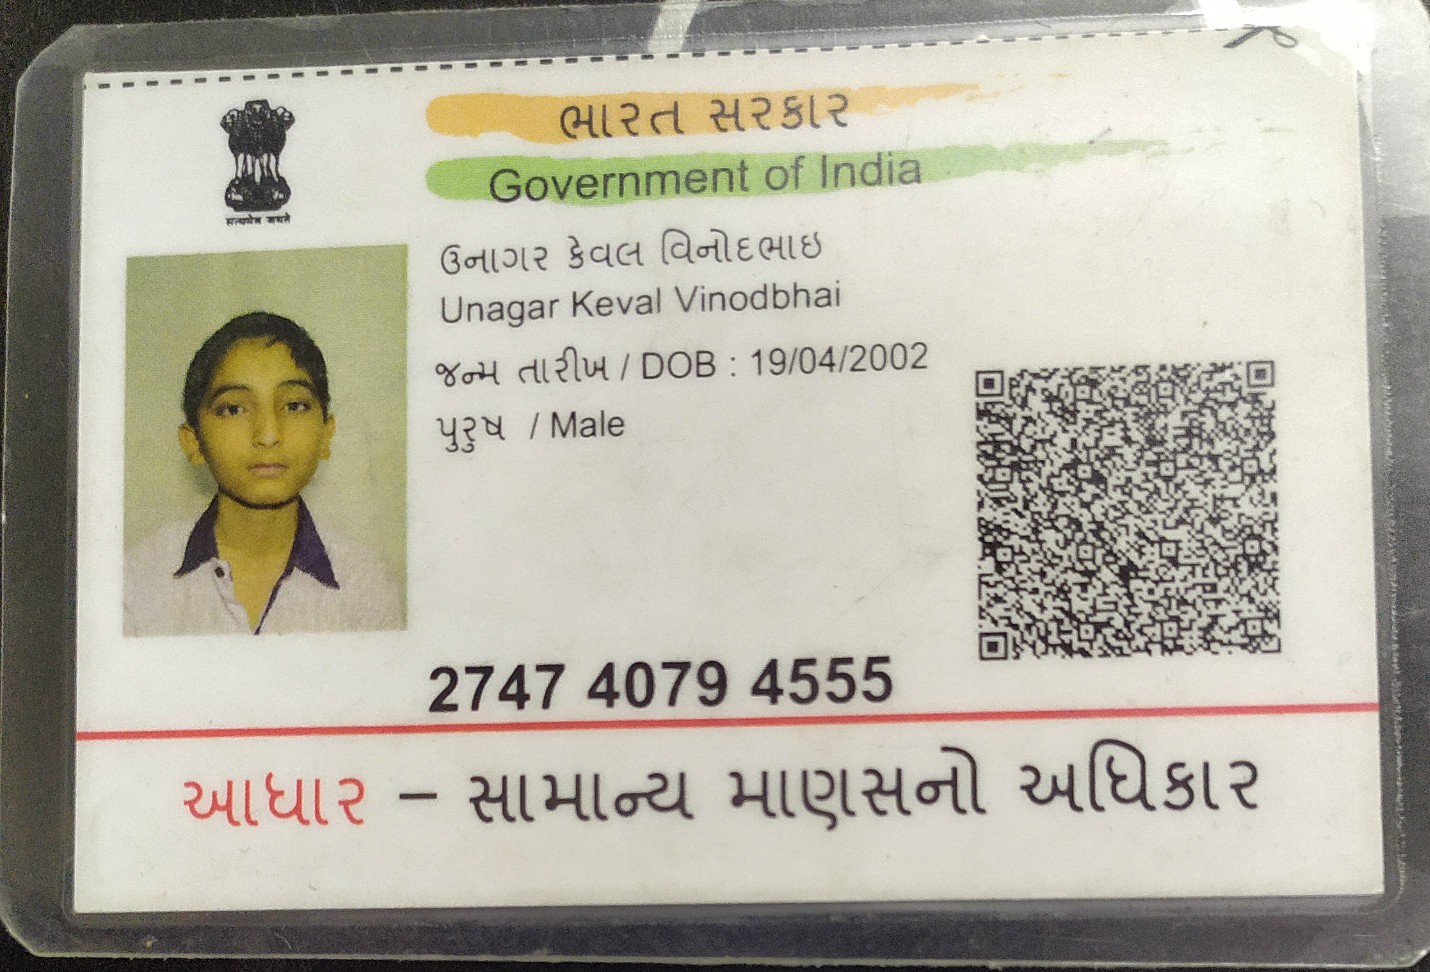 ભારત સરકાર
Government of India
सत्यमेव जयते
ઉનાગર કેવલ વિનોદભાઇ
Unagar Keval Vinodbhai
જન્મ તારીખ / DOB : 19/04/2002
પુરુષ / Male
2747 4079 4555
આધાર – સામાન્ય માણસનો અધિકાર